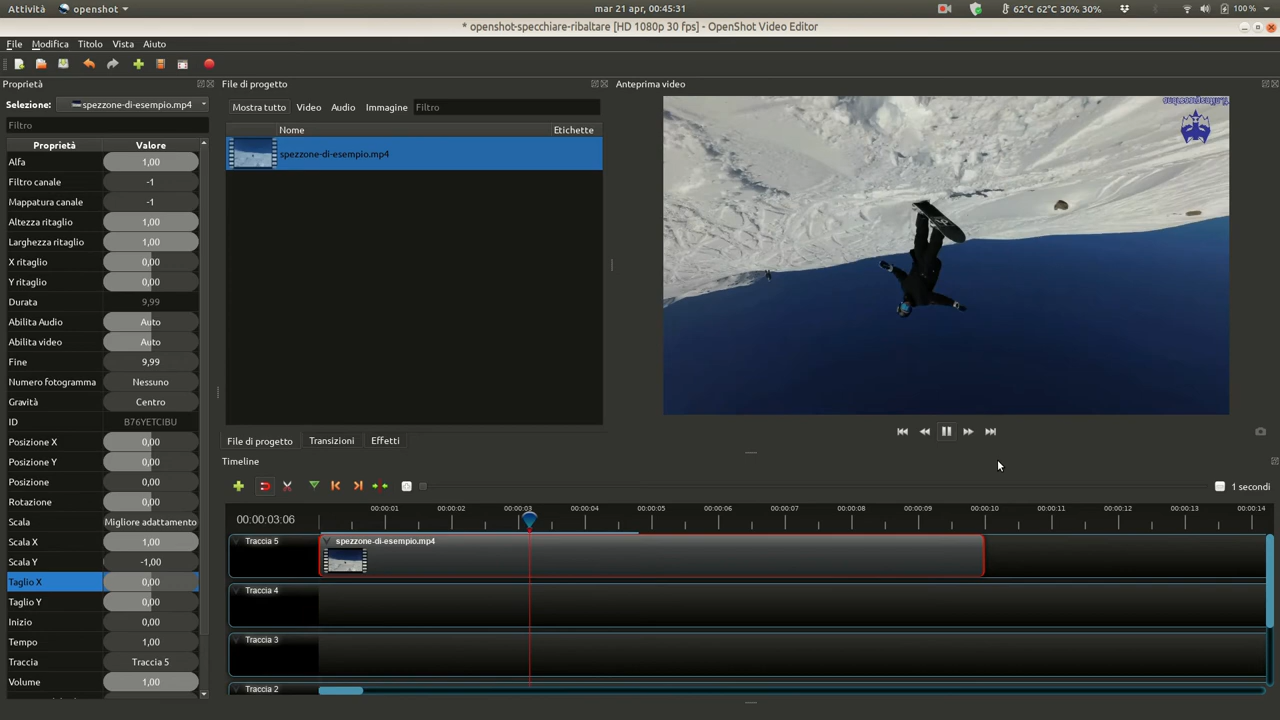 Attività
openshot
mar 21 apr, 00:45:31
62°C 62°C 30% 30%
100 %
* openshot-specchiare-ribaltare [HD 1080p 30 fps] - OpenShot Video Editor
File Modifica Titolo Vista Aiuto
Proprietà
File di progetto
Anteprima video
Selezione: spezzone-di-esempio.mp4
Mostra tutto Video Audio Immagine Filtro
Filtro
Nome Etichette
Proprietà Valore
spezzone-di-esempio.mp4
Alfa 1,00
Filtro canale -1
Mappatura canale -1
Altezza ritaglio 1,00
Larghezza ritaglio 1,00
X ritaglio 0,00
Y ritaglio 0,00
Durata 9,99
Abilita Audio Auto
Abilita video Auto
Fine 9,99
Numero fotogramma Nessuno
Gravità Centro
ID B76YETCIBU
Posizione X 0,00
Posizione Y 0,00
Posizione 0,00
Rotazione 0,00
Scala Migliore adattamento
Scala X 1,00
Scala Y -1,00
Taglio X 0,00
Taglio Y 0,00
Inizio 0,00
Tempo 1,00
Traccia Traccia 5
Volume 1,00
File di progetto Transizioni Effetti
Timeline
1 secondi
00:00:03:06
00:00:01 00:00:02 00:00:03 00:00:04 00:00:05 00:00:06 00:00:07 00:00:08 00:00:09 00:00:10 00:00:11 00:00:12 00:00:13 00:00:14
Traccia 5 spezzone-di-esempio.mp4
Traccia 4
Traccia 3
Traccia 2